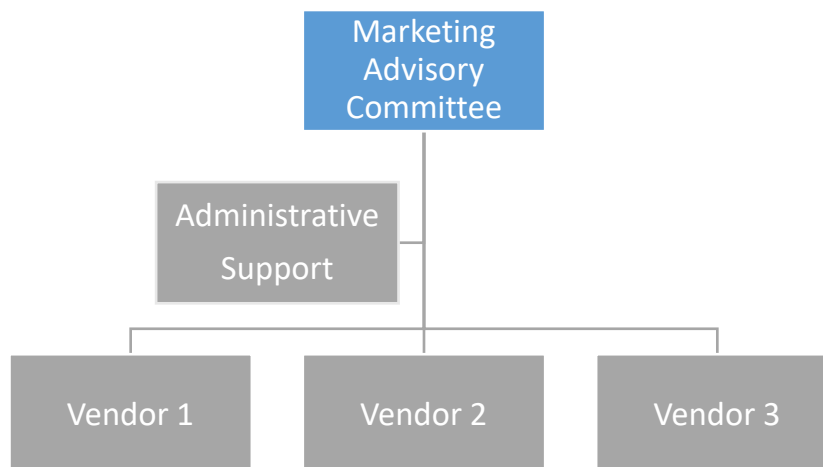 Marketing
Advisory
Committee
Administrative
Support
Vendor 1
Vendor 2
Vendor 3